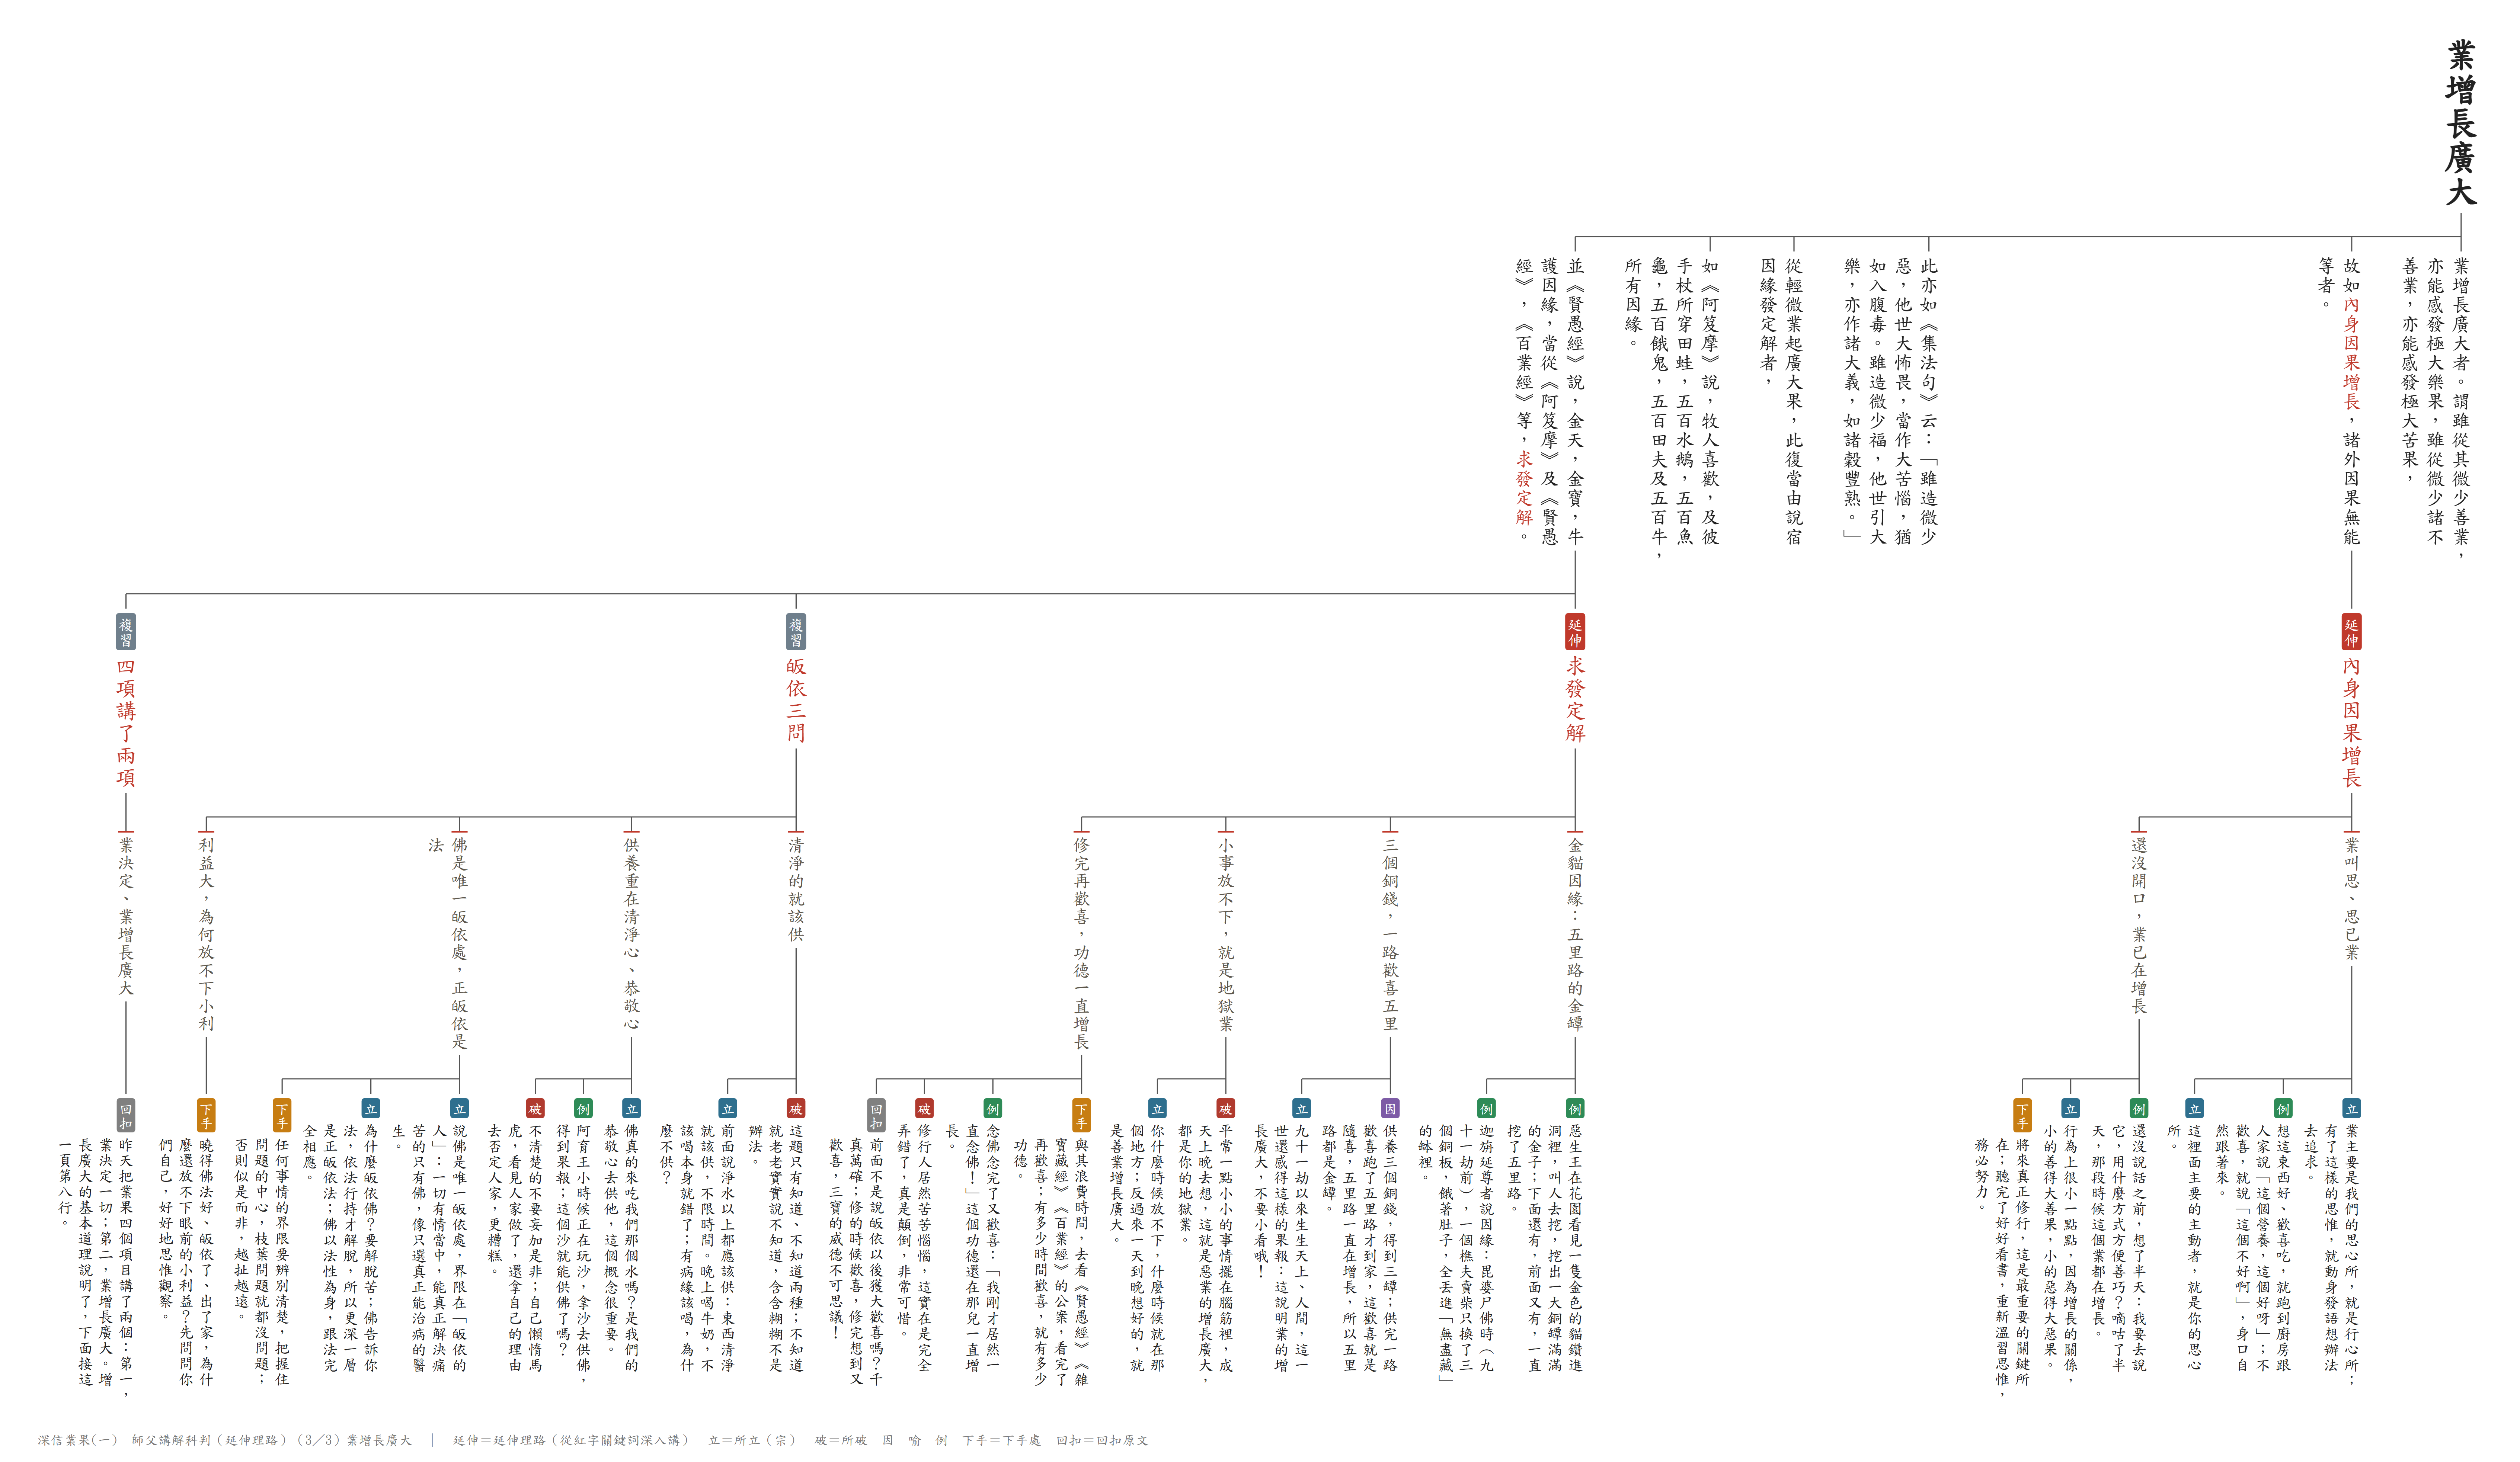 業增長廣大
業增長廣大者。謂雖從其微少善業，
亦能感發極大樂果，雖從微少諸不
善業，亦能感發極大苦果，
故如內身因果增長，諸外因果無能
等者。
此亦如《集法句》云：「雖造微少
惡，他世大怖畏，當作大苦惱，猶
如入腹毒。雖造微少福，他世引大
樂，亦作諸大義，如諸穀豐熟。」
從輕微業起廣大果，此復當由說宿
因緣發定解者，
如《阿笈摩》說，牧人喜歡，及彼
手杖所穿田蛙，五百水鵝，五百魚
龜，五百餓鬼，五百田夫及五百牛，
所有因緣。
並《賢愚經》說，金天，金寶，牛
護因緣，當從《阿笈摩》及《賢愚
經》，《百業經》等，求發定解。
延伸
內身因果增長
延伸
求發定解
複習
皈依三問
複習
四項講了兩項
業叫思、思已業
還沒開口，業已在增長
金貓因緣：五里路的金罈
三個銅錢，一路歡喜五里
小事放不下，就是地獄業
修完再歡喜，功德一直增長
清淨的就該供
供養重在清淨心、恭敬心
佛是唯一皈依處，正皈依是
法
利益大，為何放不下小利
業決定、業增長廣大
立
業主要是我們的思心所，就是行心所；
有了這樣的思惟，就動身發語想辦法
去追求。
例
想這東西好、歡喜吃，就跑到廚房跟
人家說「這個營養，這個好呀」；不
歡喜，就說「這個不好啊」，身口自
然跟著來。
立
這裡面主要的主動者，就是你的思心
所。
例
還沒說話之前，想了半天：我要去說
它，用什麼方式方便善巧？嘀咕了半
天，那段時候這個業都在增長。
立
行為上很小一點點，因為增長的關係，
小的善得大善果，小的惡得大惡果。
下手
將來真正修行，這是最重要的關鍵所
在；聽完了好好看書，重新溫習思惟，
務必努力。
例
惡生王在花園看見一隻金色的貓鑽進
洞裡，叫人去挖，挖出一大銅罈滿滿
的金子；下面還有，前面又有，一直
挖了五里路。
例
迦旃延尊者說因緣：毘婆尸佛時（九
十一劫前），一個樵夫賣柴只換了三
個銅板，餓著肚子，全丟進「無盡藏」
的缽裡。
因
供養三個銅錢，得到三罈；供完一路
歡喜跑了五里路才到家，這歡喜就是
隨喜，五里路一直在增長，所以五里
路都是金罈。
立
九十一劫以來生生天上、人間，這一
世還感得這樣的果報：這說明業的增
長廣大，不要小看哦！
破
平常一點小小的事情擺在腦筋裡，成
天上晚去想，這就是惡業的增長廣大，
都是你的地獄業。
立
你什麼時候放不下，什麼時候就在那
個地方；反過來一天到晚想好的，就
是善業增長廣大。
下手
與其浪費時間，去看《賢愚經》《雜
寶藏經》《百業經》的公案，看完了
再歡喜；有多少時間歡喜，就有多少
功德。
例
念佛念完了又歡喜：「我剛才居然一
直念佛！」這個功德還在那兒一直增
長。
破
修行人居然苦苦惱惱，這實在是完全
弄錯了，真是顛倒，非常可惜。
回扣
前面不是說皈依以後獲大歡喜嗎？千
真萬確；修的時候歡喜，修完想到又
歡喜，三寶的威德不可思議！
破
這題只有知道、不知道兩種；不知道
就老老實實說不知道，含含糊糊不是
辦法。
立
前面說淨水以上都應該供：東西清淨
就該供，不限時間。晚上喝牛奶，不
該喝本身就錯了；有病緣該喝，為什
麼不供？
立
佛真的來吃我們那個水嗎？是我們的
恭敬心去供他，這個概念很重要。
例
阿育王小時候正在玩沙，拿沙去供佛，
得到果報；這個沙就能供佛了嗎？
破
不清楚的不要妄加是非；自己懶惰馬
虎，看見人家做了，還拿自己的理由
去否定人家，更糟糕。
立
說佛是唯一皈依處，界限在「皈依的
人」：一切有情當中，能真正解決痛
苦的只有佛，像只選真正能治病的醫
生。
立
為什麼皈依佛？要解脫苦；佛告訴你
法，依法行持才解脫，所以更深一層
是正皈依法；佛以法性為身，跟法完
全相應。
下手
任何事情的界限要辨別清楚，把握住
問題的中心，枝葉問題就都沒問題；
否則似是而非，越扯越遠。
下手
曉得佛法好、皈依了、出了家，為什
麼還放不下眼前的小利益？先問問你
們自己，好好地思惟觀察。
回扣
昨天把業果四個項目講了兩個：第一，
業決定一切；第二，業增長廣大。增
長廣大的基本道理說明了，下面接這
一頁第八行。
深信業果(一)　師父講解科判（延伸理路）（3／3）業增長廣大　｜　延伸＝延伸理路（從紅字關鍵詞深入講）　立＝所立（宗）　破＝所破　因　喻　例　下手＝下手處　回扣＝回扣原文